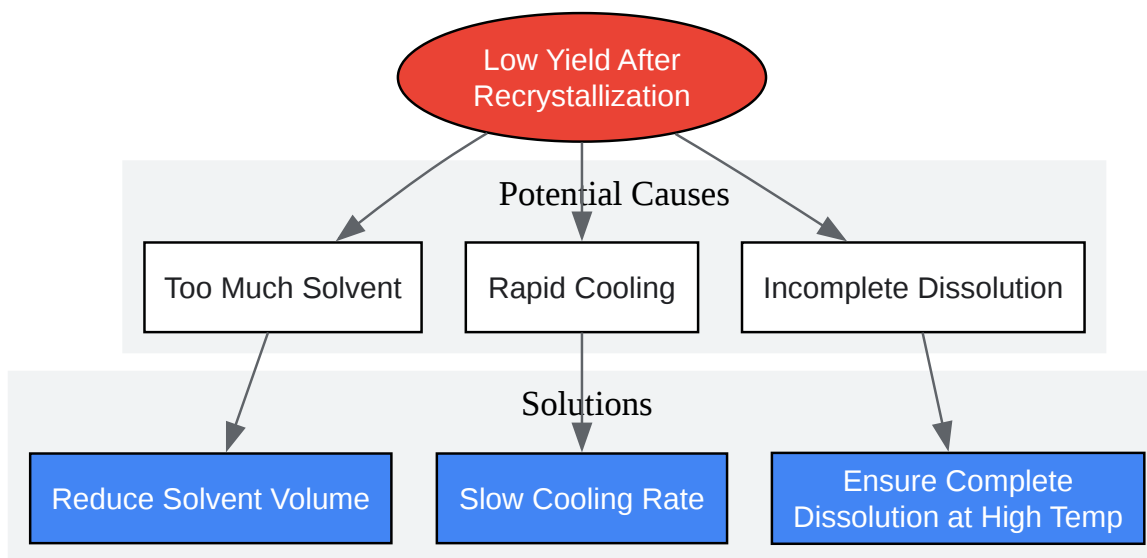 Low Yield After
Recrystallization
Potential Causes
Too Much Solvent
Rapid Cooling
Incomplete Dissolution
Solutions
Reduce Solvent Volume
Slow Cooling Rate
Ensure Complete
Dissolution at High Temp